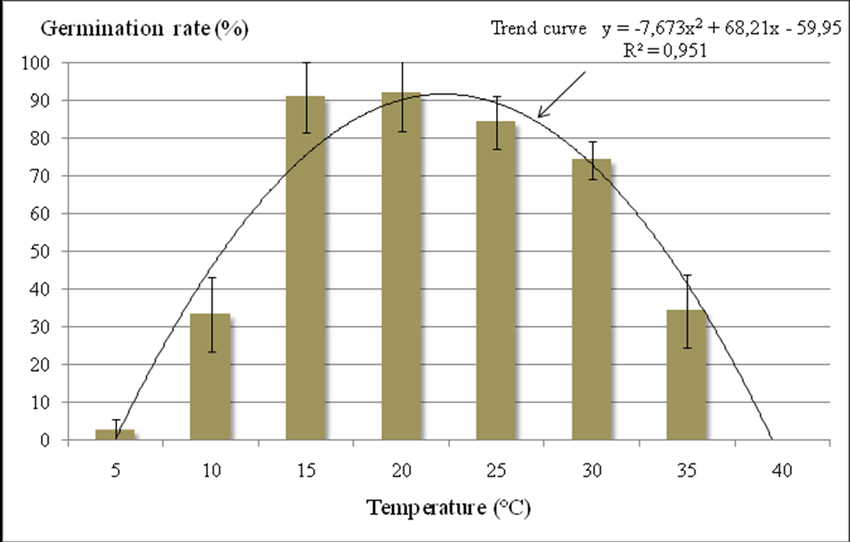 Germination rate (%)
Trend curve y = -7,673x² + 68,21x - 59,95
R² = 0,951
100
90
80
70
60
50
40
30
20
10
0
5 10 15 20 25 30 35 40
Temperature (°C)